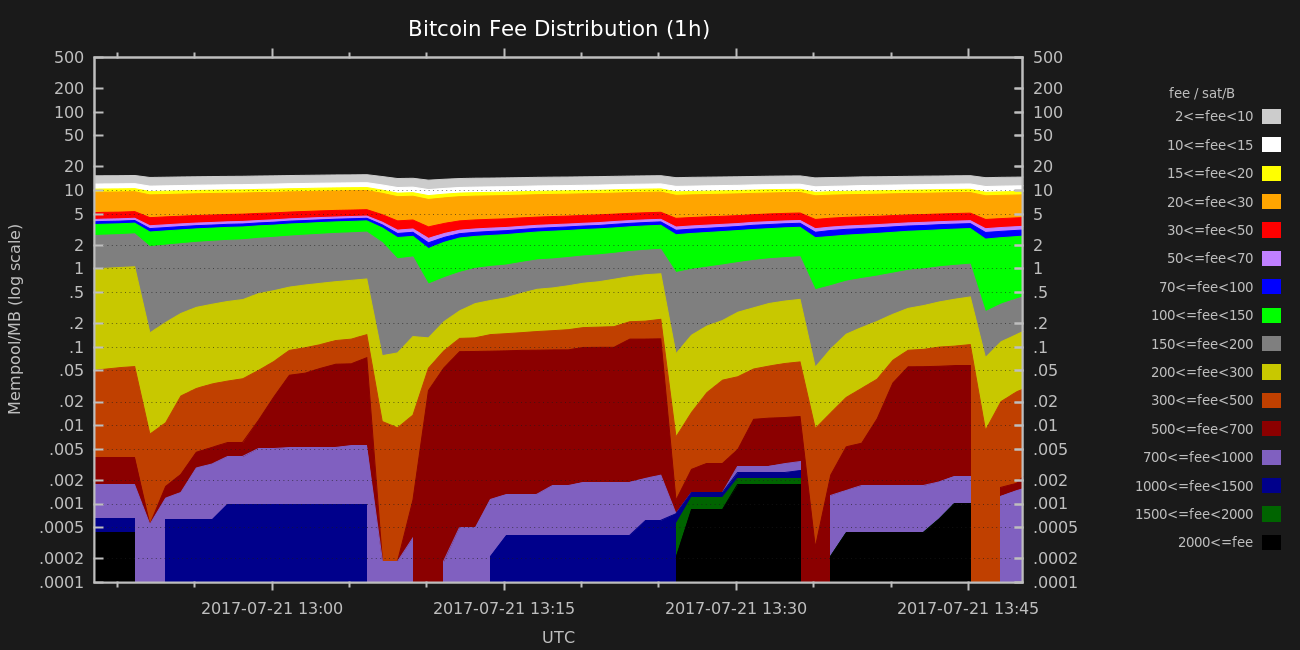 Bitcoin Fee Distribution (1h)
500
200
100
50
20
10
5
2
1
.5
.2
.1
.05
.02
.01
.005
.002
.001
.0005
.0002
.0001
Mempool/MB (log scale)
500
200
100
50
20
10
5
2
1
.5
.2
.1
.05
.02
.01
.005
.002
.001
.0005
.0002
.0001
2017-07-21 13:00
2017-07-21 13:15
2017-07-21 13:30
2017-07-21 13:45
UTC
fee / sat/B
2<=fee<10
10<=fee<15
15<=fee<20
20<=fee<30
30<=fee<50
50<=fee<70
70<=fee<100
100<=fee<150
150<=fee<200
200<=fee<300
300<=fee<500
500<=fee<700
700<=fee<1000
1000<=fee<1500
1500<=fee<2000
2000<=fee